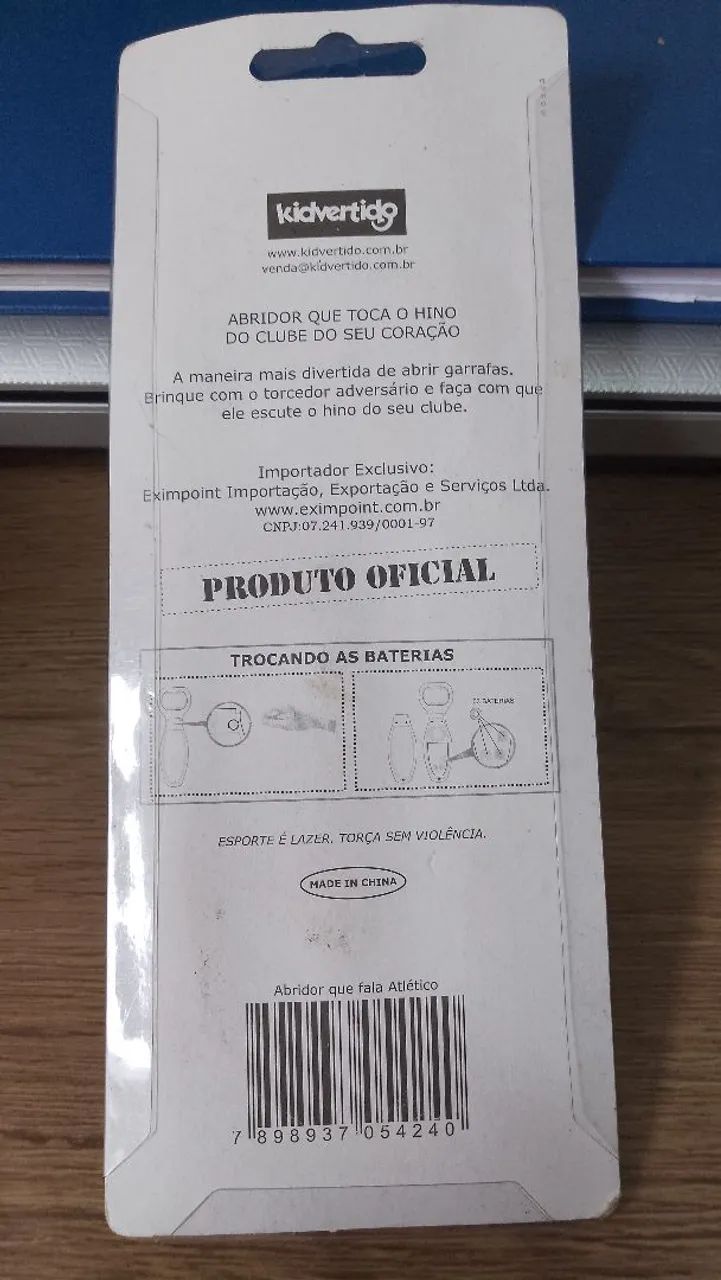 kidvertido
www.kidvertido.com.br
venda@kidvertido.com.br
ABRIDOR QUE TOCA O HINO
DO CLUBE DO SEU CORAÇÃO
A maneira mais divertida de abrir garrafas.
Brinque com o torcedor adversário e faça com que
ele escute o hino do seu clube.
Importador Exclusivo:
Eximpoint Importação, Exportação e Serviços Ltda.
www.eximpoint.com.br
CNPJ:07.241.939/0001-97
PRODUTO OFICIAL
TROCANDO AS BATERIAS
BATERIAS
ESPORTE É LAZER. TORÇA SEM VIOLÊNCIA.
MADE IN CHINA
Abridor que fala Atlético
7 898937 054240